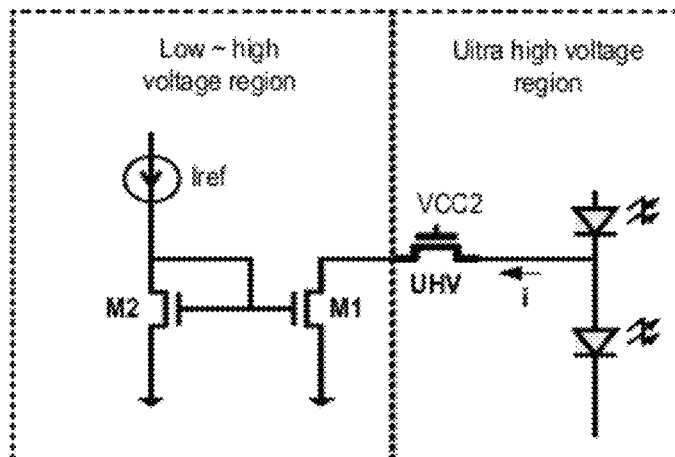 Low ~ high
voltage region
Ultra high voltage
region
Iref
VCC2
UHV
i
M2
M1